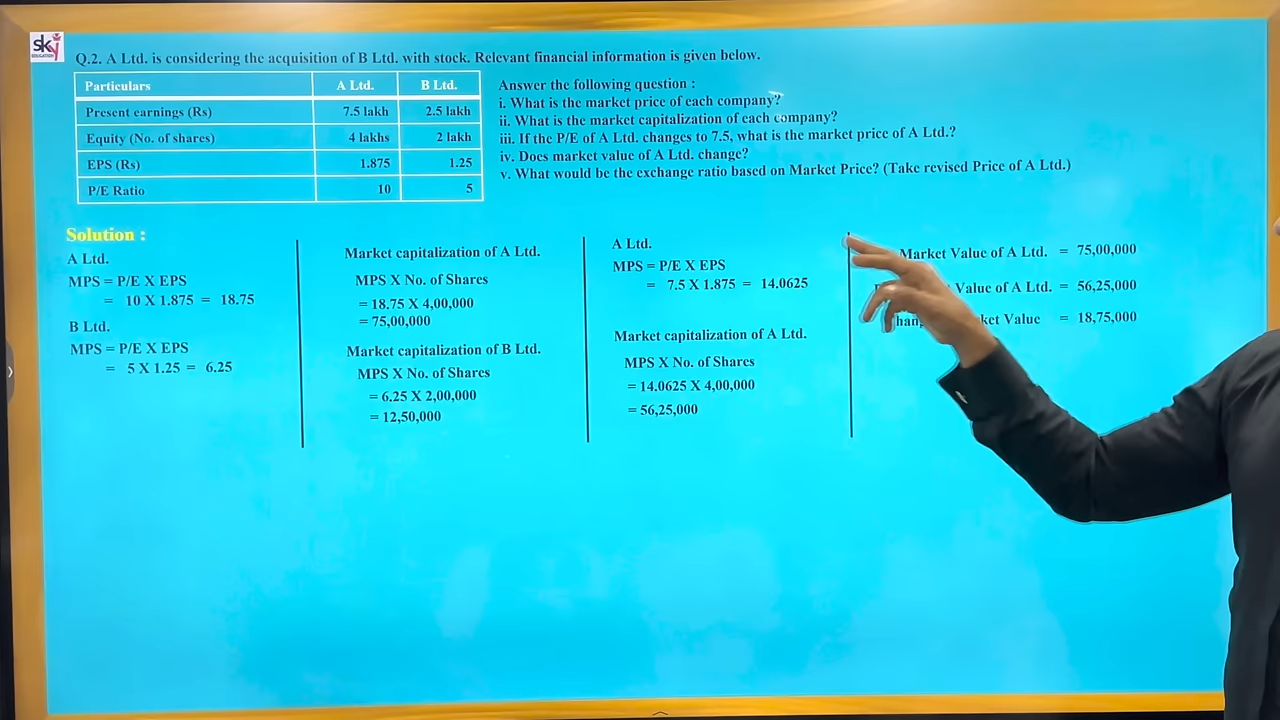 sky
EDUCATION
Q.2. A Ltd. is considering the acquisition of B Ltd. with stock. Relevant financial information is given below.
Particulars A Ltd. B Ltd.
Present earnings (Rs) 7.5 lakh 2.5 lakh
Equity (No. of shares) 4 lakhs 2 lakh
EPS (Rs) 1.875 1.25
P/E Ratio 10 5
Answer the following question :
i. What is the market price of each company?
ii. What is the market capitalization of each company?
iii. If the P/E of A Ltd. changes to 7.5, what is the market price of A Ltd.?
iv. Does market value of A Ltd. change?
v. What would be the exchange ratio based on Market Price? (Take revised Price of A Ltd.)
Solution :
A Ltd.
MPS = P/E X EPS
= 10 X 1.875 = 18.75
B Ltd.
MPS = P/E X EPS
= 5 X 1.25 = 6.25
Market capitalization of A Ltd.
MPS X No. of Shares
= 18.75 X 4,00,000
= 75,00,000
Market capitalization of B Ltd.
MPS X No. of Shares
= 6.25 X 2,00,000
= 12,50,000
A Ltd.
MPS = P/E X EPS
= 7.5 X 1.875 = 14.0625
Market capitalization of A Ltd.
MPS X No. of Shares
= 14.0625 X 4,00,000
= 56,25,000
Market Value of A Ltd. = 75,00,000
Value of A Ltd. = 56,25,000
Value = 18,75,000